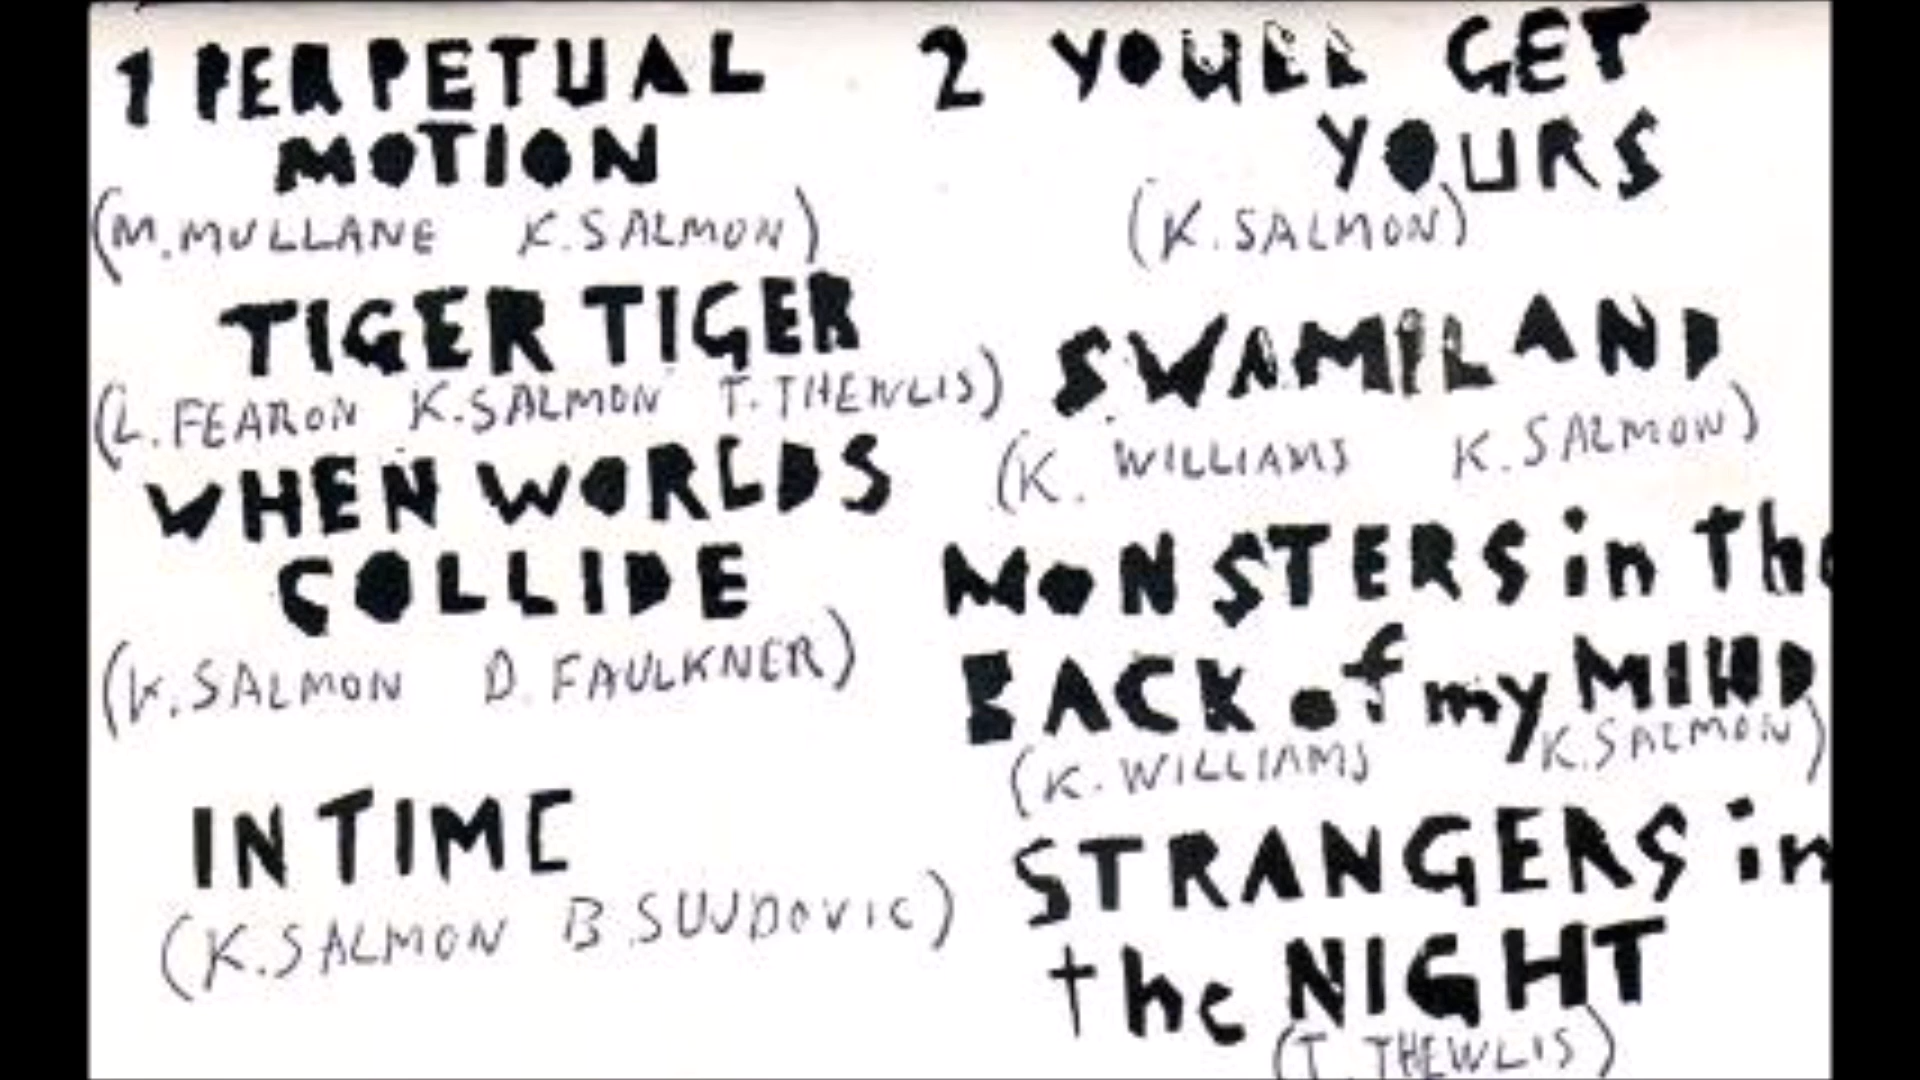 1 PERPETUAL
MOTION
(M.MULLANE K.SALMON)
TIGER TIGER
(L.FEARON K.SALMON T.THEWLIS)
WHEN WORLDS
COLLIDE
(K.SALMON D.FAULKNER)
IN TIME
(K.SALMON B.SUJDOVIC)
2 YOULL GET
YOURS
(K.SALMON)
SWAMPLAND
(K. WILLIAMS K.SALMON)
MONSTERS in The
BACK of my MIND
(K.WILLIAMS K.SALMON)
STRANGERS in
the NIGHT
(T. THEWLIS)